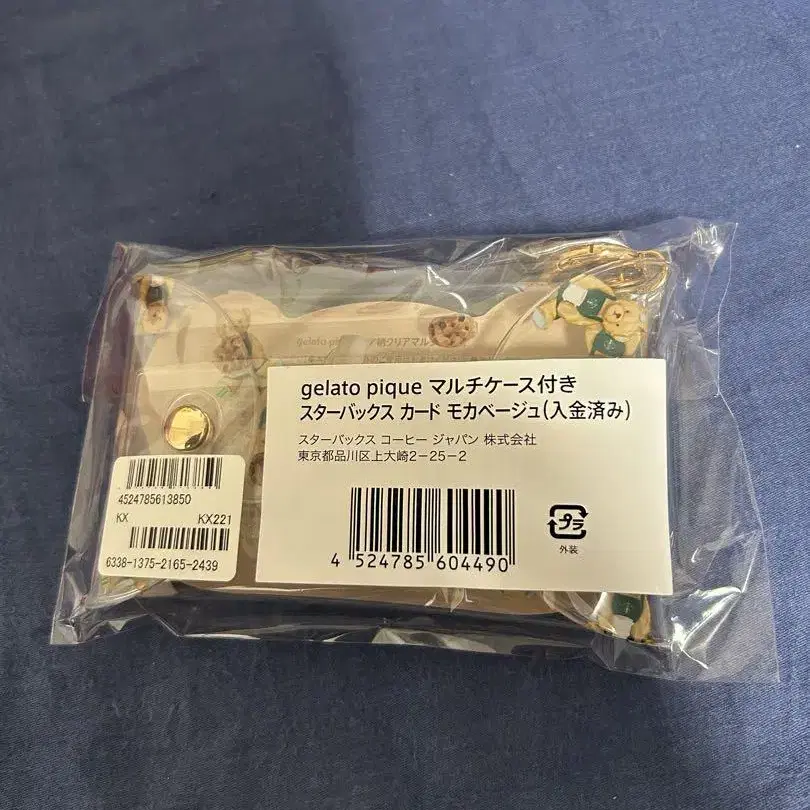 gelato pique
gelato pique マルチケース付き
スターバックス カード モカベージュ(入金済み)
スターバックス コーヒー ジャパン 株式会社
東京都品川区上大崎2-25-2
4 524785 604490
プラ
外装
4524785613850
KX KX221
6338-1375-2165-2439